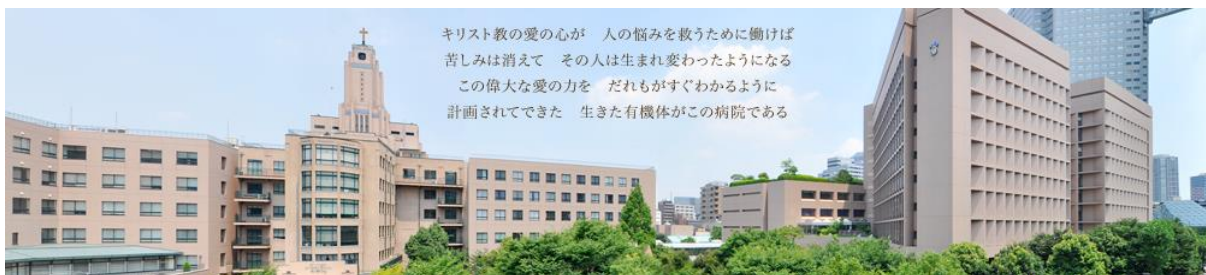 キリスト教の愛の心が　人の悩みを救うために働けば
苦しみは消えて　その人は生まれ変わったようになる
この偉大な愛の力を　だれもがすぐわかるように
計画されてできた　生きた有機体がこの病院である